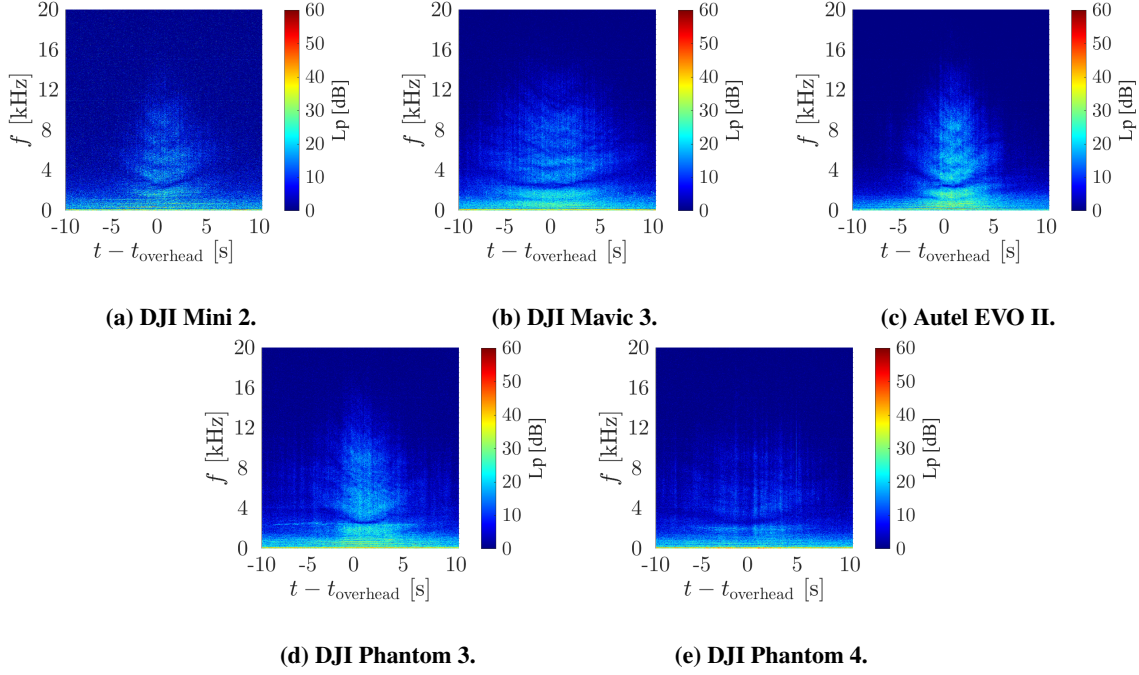 20
16
12
8
4
0
f [kHz]
-10 -5 0 5 10
t − t_overhead [s]
60
50
40
30
20
10
0
Lp [dB]
20
16
12
8
4
0
f [kHz]
-10 -5 0 5 10
t − t_overhead [s]
60
50
40
30
20
10
0
Lp [dB]
20
16
12
8
4
0
f [kHz]
-10 -5 0 5 10
t − t_overhead [s]
60
50
40
30
20
10
0
Lp [dB]
(a) DJI Mini 2.
(b) DJI Mavic 3.
(c) Autel EVO II.
20
16
12
8
4
0
f [kHz]
-10 -5 0 5 10
t − t_overhead [s]
60
50
40
30
20
10
0
Lp [dB]
20
16
12
8
4
0
f [kHz]
-10 -5 0 5 10
t − t_overhead [s]
60
50
40
30
20
10
0
Lp [dB]
(d) DJI Phantom 3.
(e) DJI Phantom 4.